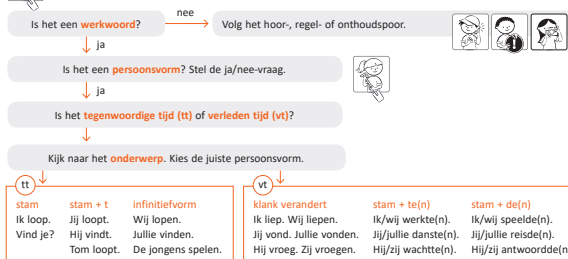 Is het een werkwoord?
nee
Volg het hoor-, regel- of onthoudspoor.
ja
Is het een persoonsvorm? Stel de ja/nee-vraag.
ja
Is het tegenwoordige tijd (tt) of verleden tijd (vt)?
Kijk naar het onderwerp. Kies de juiste persoonsvorm.
tt
stam stam + t infinitiefvorm
Ik loop. Jij loopt. Wij lopen.
Vind je? Hij vindt. Jullie vinden.
Tom loopt. De jongens spelen.
vt
klank verandert stam + te(n) stam + de(n)
Ik liep. Wij liepen. Ik/wij werkte(n). Ik/wij speelde(n).
Jij vond. Jullie vonden. Jij/jullie danste(n). Jij/jullie reisde(n).
Hij vroeg. Zij vroegen. Hij/zij wachtte(n). Hij/zij antwoordde(n